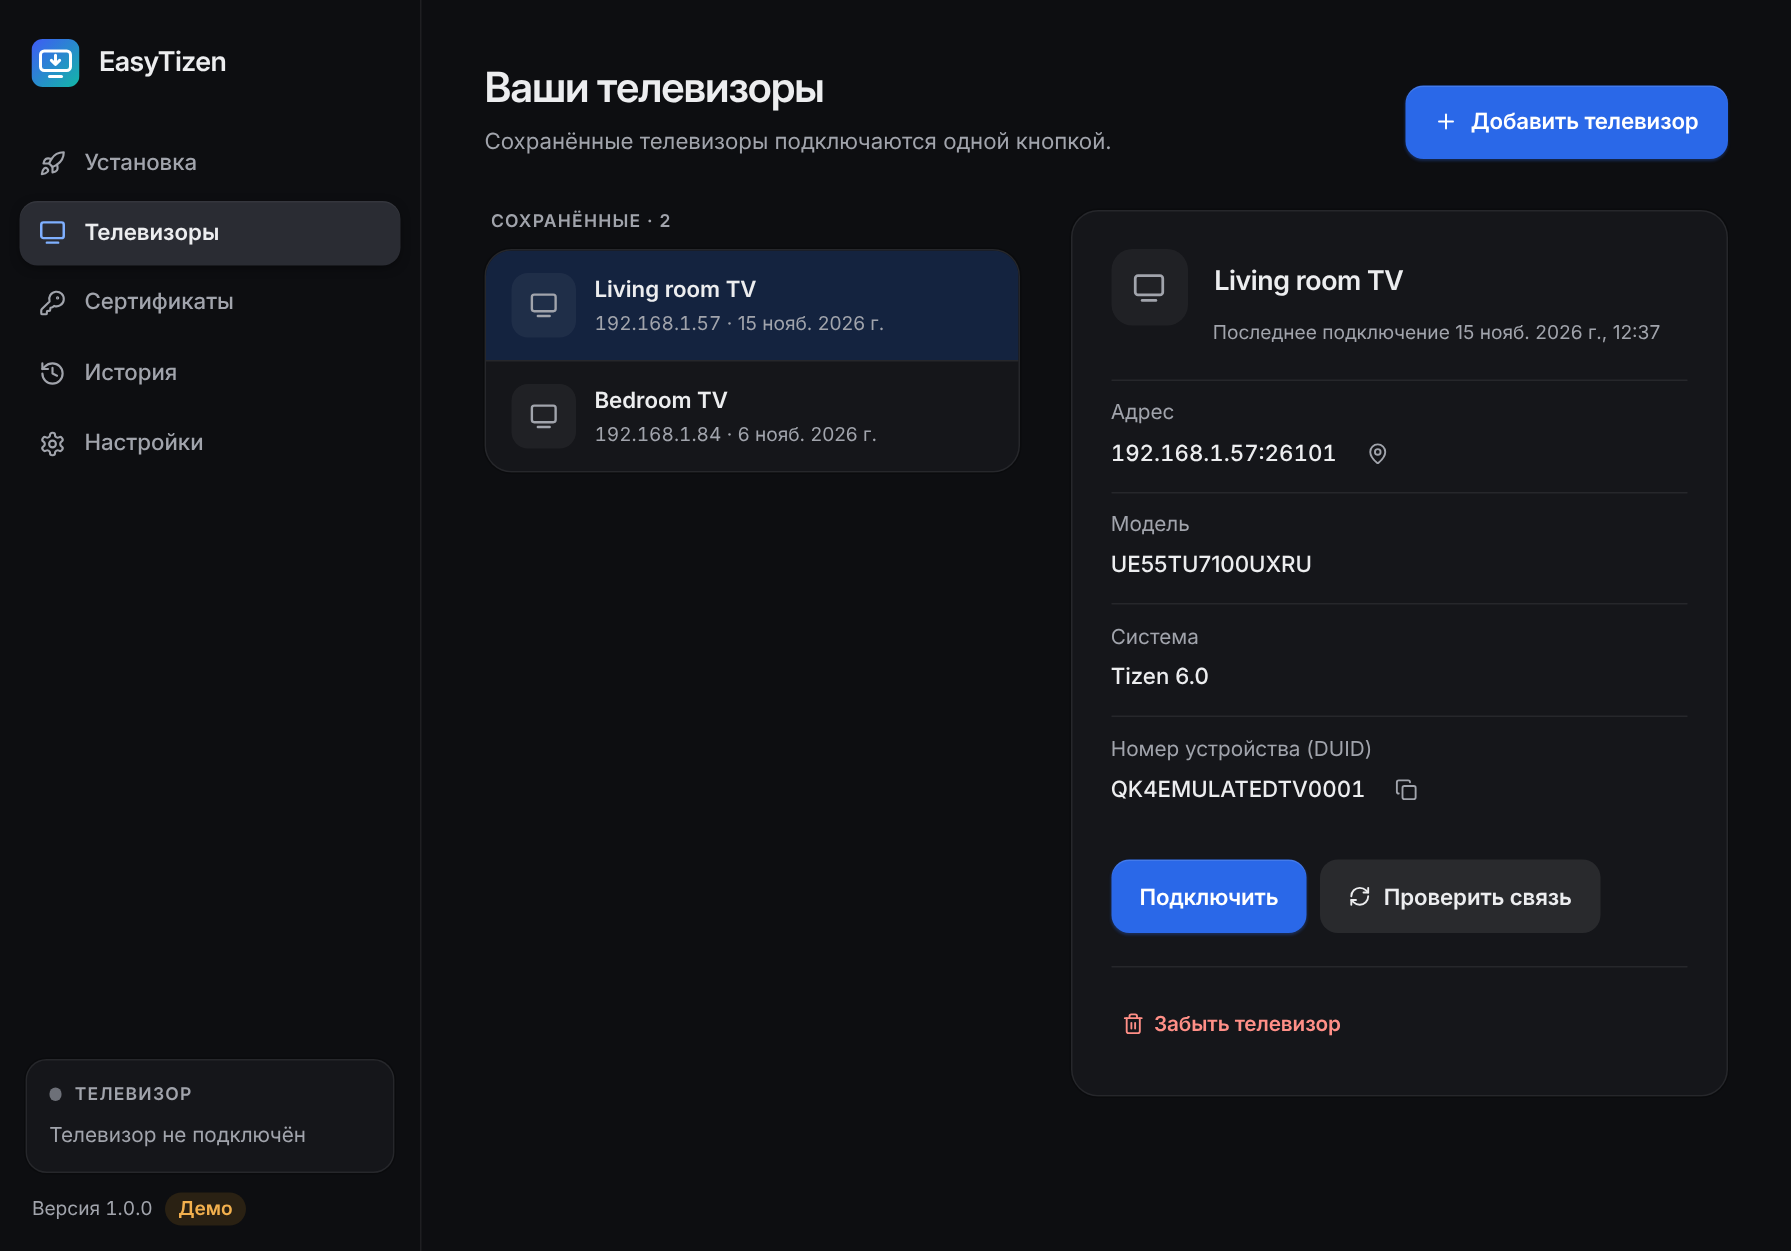 EasyTizen
Установка
Телевизоры
Сертификаты
История
Настройки
ТЕЛЕВИЗОР
Телевизор не подключён
Версия 1.0.0 Демо
Ваши телевизоры
Сохранённые телевизоры подключаются одной кнопкой.
+ Добавить телевизор
СОХРАНЁННЫЕ · 2
Living room TV
192.168.1.57 · 15 нояб. 2026 г.
Bedroom TV
192.168.1.84 · 6 нояб. 2026 г.
Living room TV
Последнее подключение 15 нояб. 2026 г., 12:37
Адрес
192.168.1.57:26101
Модель
UE55TU7100UXRU
Система
Tizen 6.0
Номер устройства (DUID)
QK4EMULATEDTV0001
Подключить
Проверить связь
Забыть телевизор